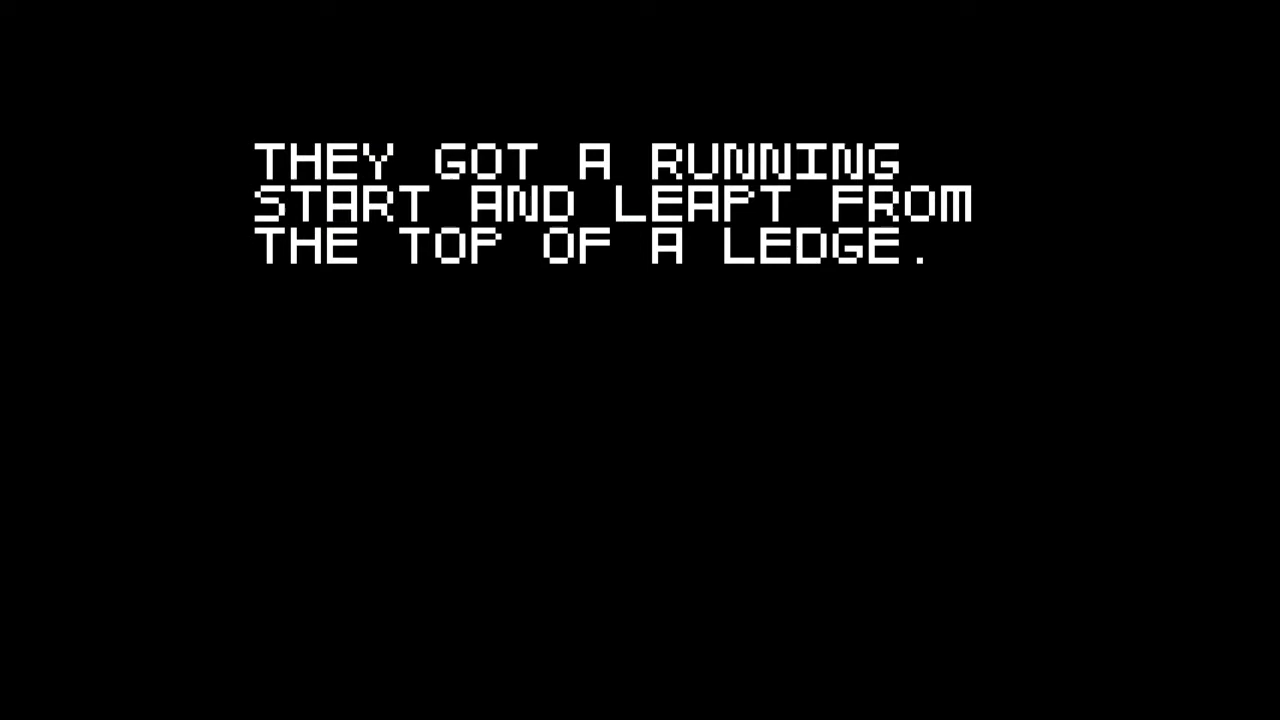 THEY GOT A RUNNING
START AND LEAPT FROM
THE TOP OF A LEDGE.